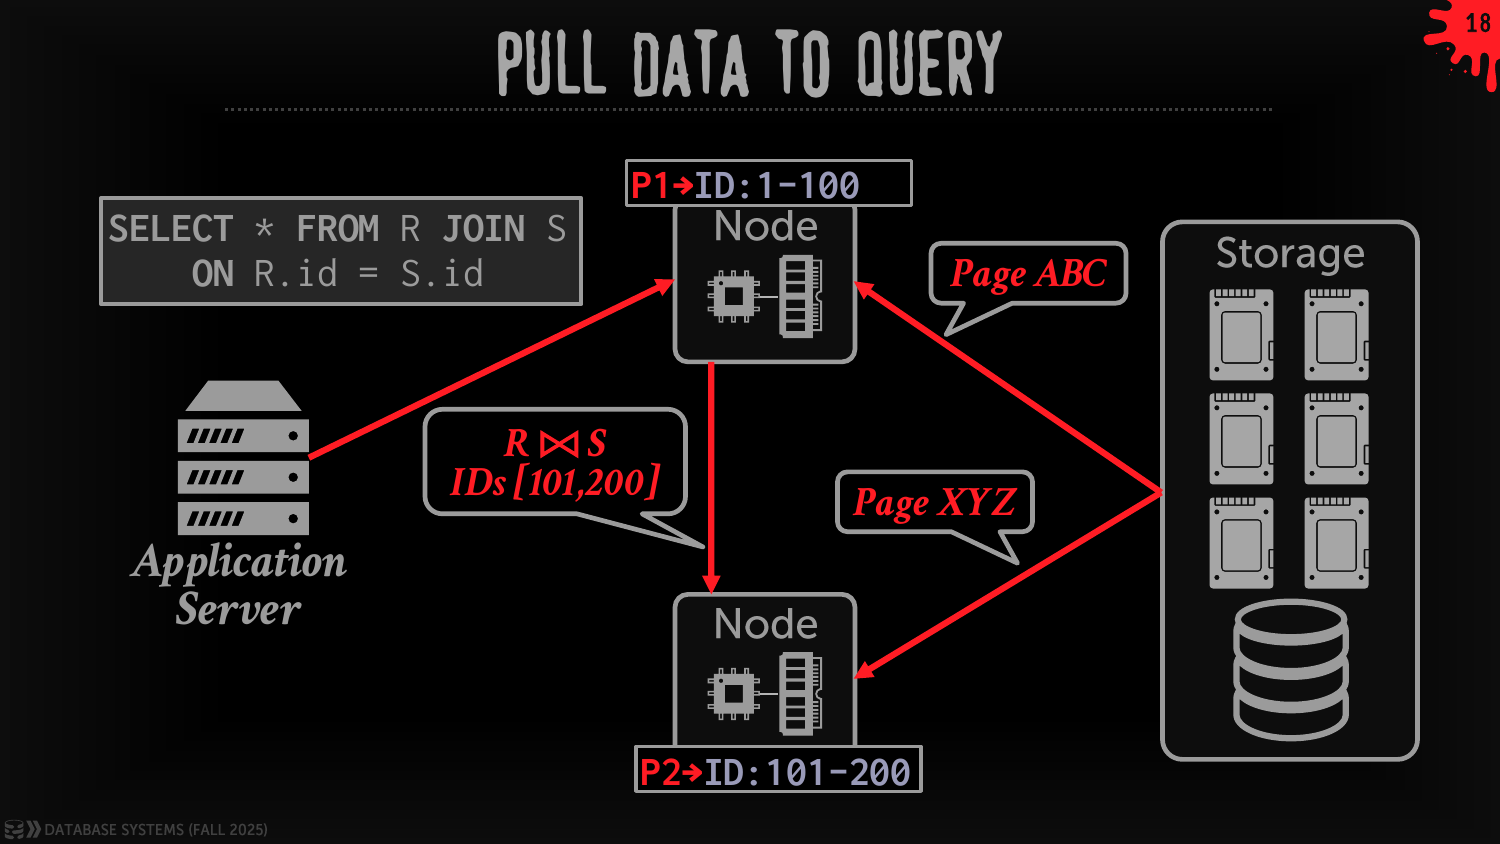 PULL DATA TO QUERY
18
P1→ID:1-100
SELECT * FROM R JOIN S
ON R.id = S.id
Node
Page ABC
Storage
R ⋈ S
IDs [101,200]
Page XYZ
Application
Server
Node
P2→ID:101-200
DATABASE SYSTEMS (FALL 2025)